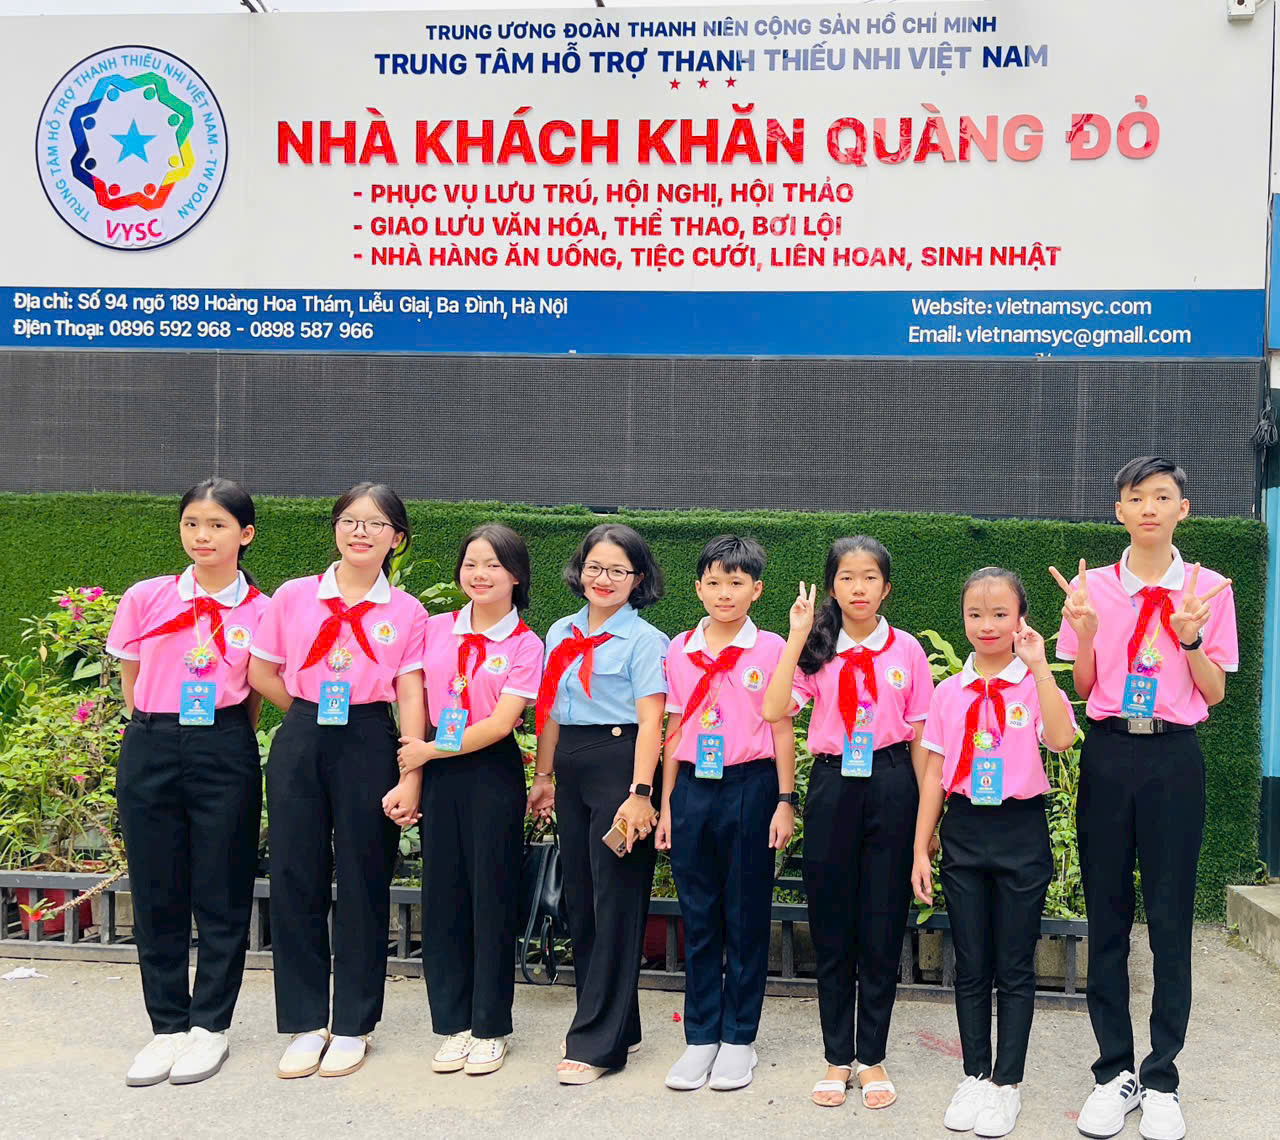 TRUNG ƯƠNG ĐOÀN THANH NIÊN CỘNG SẢN HỒ CHÍ MINH
TRUNG TÂM HỖ TRỢ THANH THIẾU NHI VIỆT NAM
TRUNG TÂM HỖ TRỢ THANH THIẾU NHI VIỆT NAM - TW ĐOÀN
VYSC
NHÀ KHÁCH KHĂN QUÀNG ĐỎ
- PHỤC VỤ LƯU TRÚ, HỘI NGHỊ, HỘI THẢO
- GIAO LƯU VĂN HÓA, THỂ THAO, BƠI LỘI
- NHÀ HÀNG ĂN UỐNG, TIỆC CƯỚI, LIÊN HOAN, SINH NHẬT
Địa chỉ: Số 94 ngõ 189 Hoàng Hoa Thám, Liễu Giai, Ba Đình, Hà Nội
Điện Thoại: 0896 592 968 - 0898 587 966
Website: vietnamsyc.com
Email: vietnamsyc@gmail.com